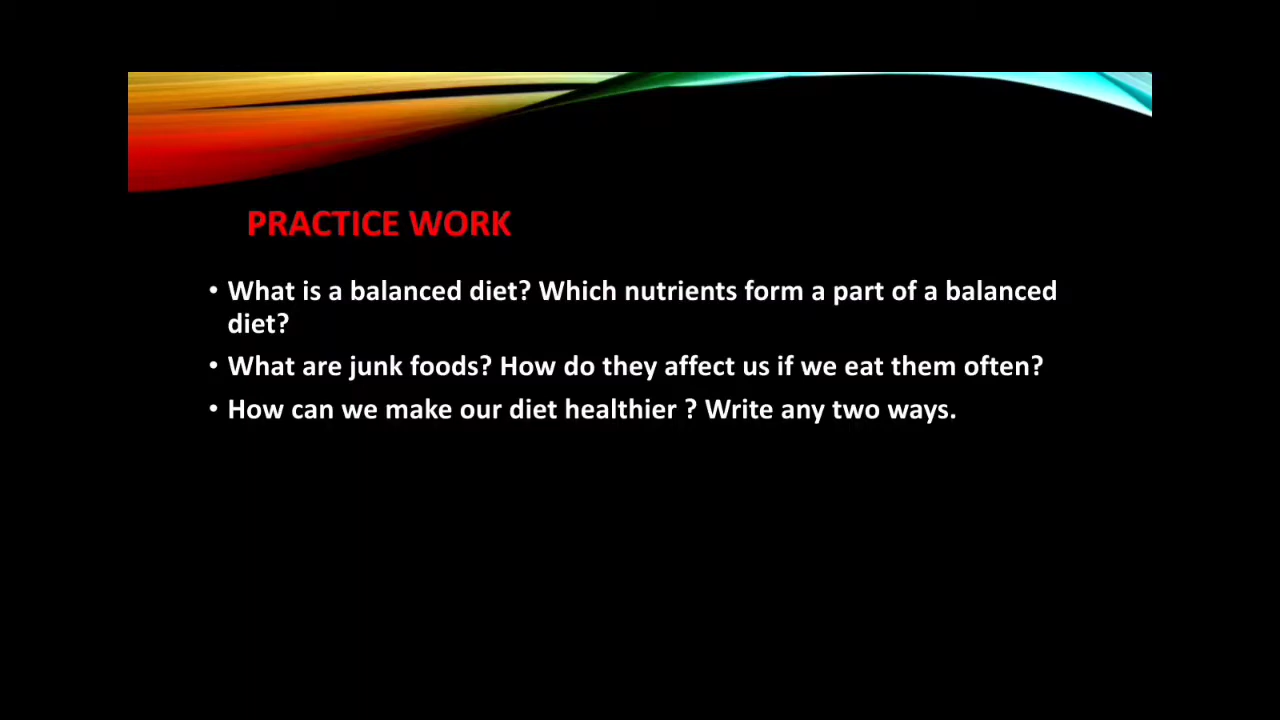 PRACTICE WORK
• What is a balanced diet? Which nutrients form a part of a balanced
diet?
• What are junk foods? How do they affect us if we eat them often?
• How can we make our diet healthier ? Write any two ways.